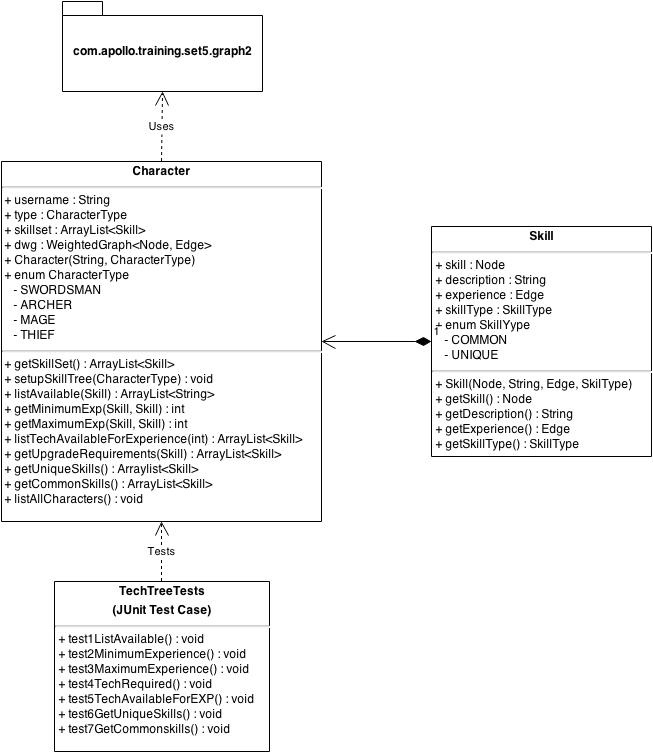 com.apollo.training.set5.graph2
Uses
Character
+ username : String
+ type : CharacterType
+ skillset : ArrayList<Skill>
+ dwg : WeightedGraph<Node, Edge>
+ Character(String, CharacterType)
+ enum CharacterType
- SWORDSMAN
- ARCHER
- MAGE
- THIEF
+ getSkillSet() : ArrayList<Skill>
+ setupSkillTree(CharacterType) : void
+ listAvailable(Skill) : ArrayList<String>
+ getMinimumExp(Skill, Skill) : int
+ getMaximumExp(Skill, Skill) : int
+ listTechAvailableForExperience(int) : ArrayList<Skill>
+ getUpgradeRequirements(Skill) : ArrayList<Skill>
+ getUniqueSkills() : Arraylist<Skill>
+ getCommonSkills() : ArrayList<Skill>
+ listAllCharacters() : void
Skill
+ skill : Node
+ description : String
+ experience : Edge
+ skillType : SkillType
+ enum SkillYype
1
- COMMON
- UNIQUE
+ Skill(Node, String, Edge, SkilType)
+ getSkill() : Node
+ getDescription() : String
+ getExperience() : Edge
+ getSkillType() : SkillType
Tests
TechTreeTests
(JUnit Test Case)
+ test1ListAvailable() : void
+ test2MinimumExperience() : void
+ test3MaximumExperience() : void
+ test4TechRequired() : void
+ test5TechAvailableForEXP() : void
+ test6GetUniqueSkills() : void
+ test7GetCommonskills() : void